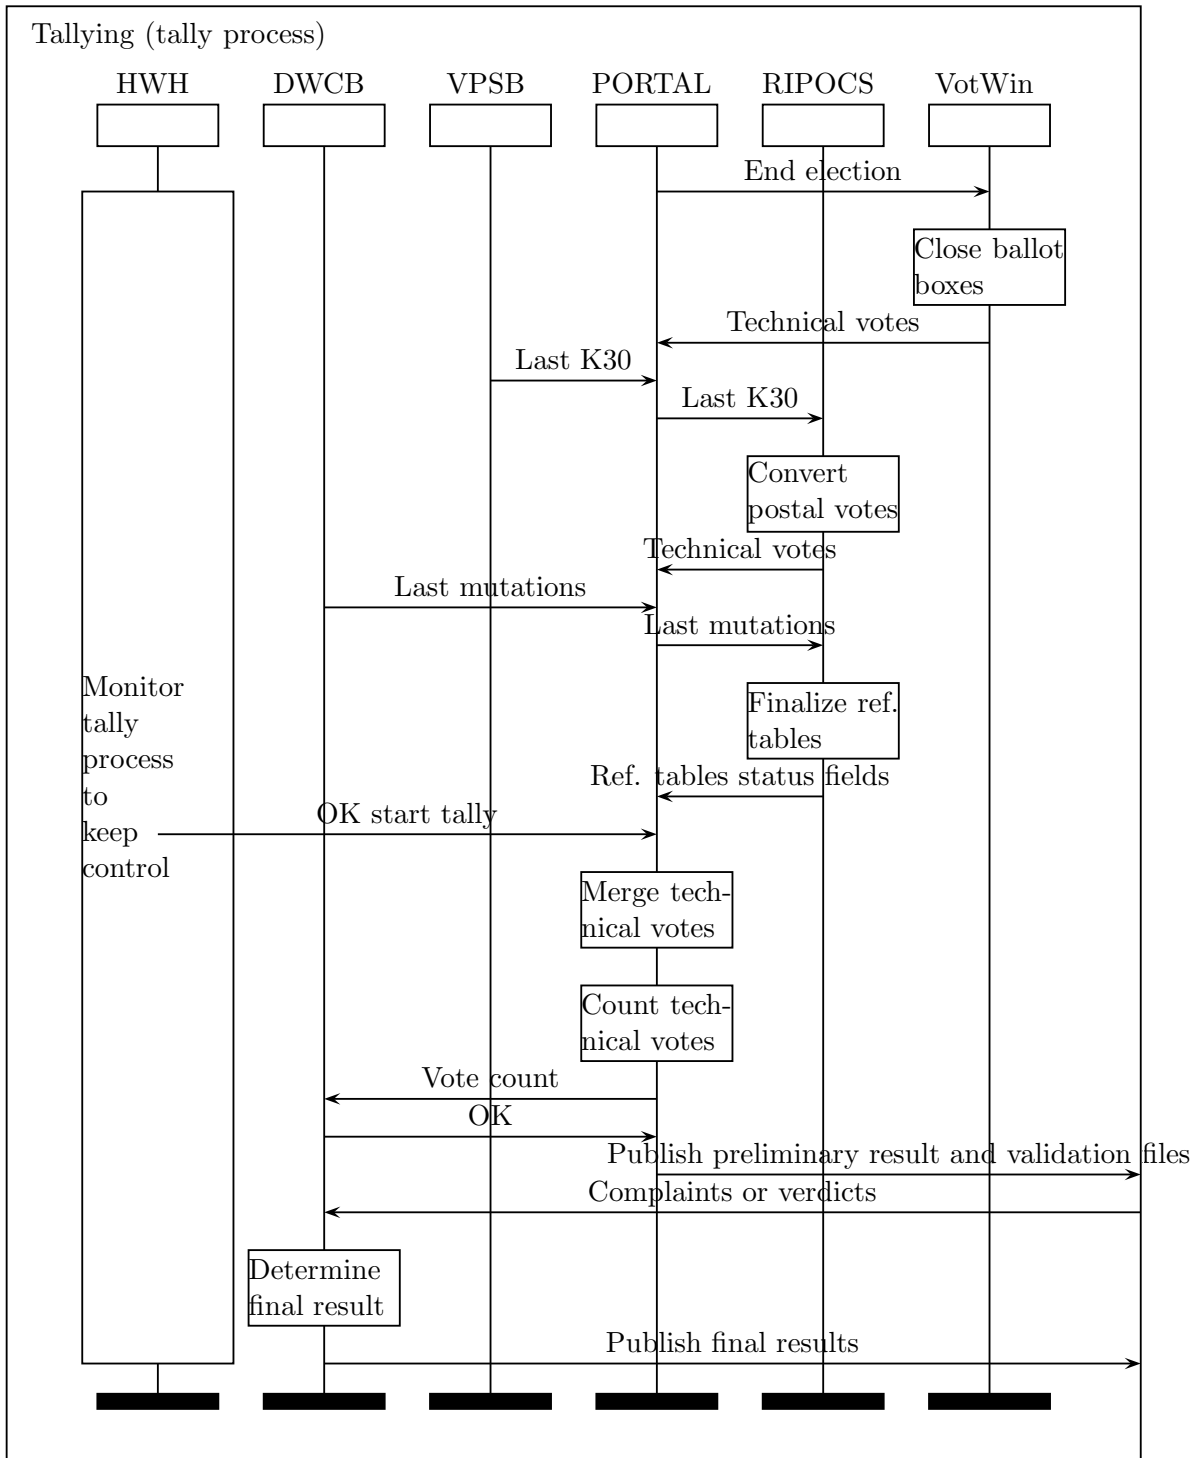 Tallying (tally process)
HWH DWCB VPSB PORTAL RIPOCS VotWin
End election
Close ballot
boxes
Technical votes
Last K30
Last K30
Convert
postal votes
Technical votes
Last mutations
Last mutations
Monitor
tally
process
to
keep
control
Finalize ref.
tables
Ref. tables status fields
OK start tally
Merge tech-
nical votes
Count tech-
nical votes
Vote count
OK
Publish preliminary result and validation files
Complaints or verdicts
Determine
final result
Publish final results